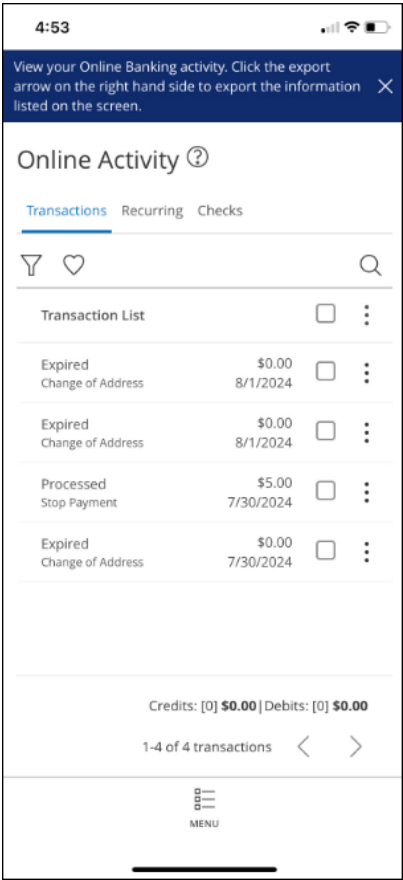 4:53
View your Online Banking activity. Click the export
arrow on the right hand side to export the information
listed on the screen.
Online Activity
Transactions Recurring Checks
Transaction List
Expired $0.00
Change of Address 8/1/2024
Expired $0.00
Change of Address 8/1/2024
Processed $5.00
Stop Payment 7/30/2024
Expired $0.00
Change of Address 7/30/2024
Credits: [0] $0.00|Debits: [0] $0.00
1-4 of 4 transactions
MENU